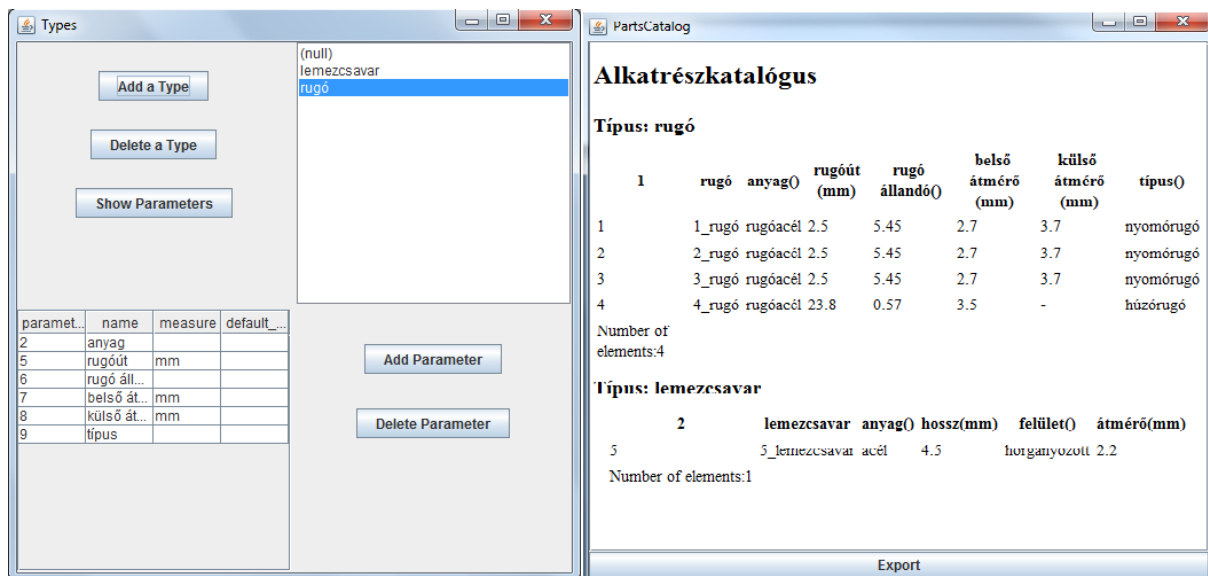 Types
(null)
lemezcsavar
rugó
Add a Type
Delete a Type
Show Parameters
paramet... name measure default_...
2 anyag
5 rugóút mm
6 rugó áll...
7 belső át... mm
8 külső át... mm
9 típus
Add Parameter
Delete Parameter
PartsCatalog
Alkatrészkatalógus
Típus: rugó
1 rugó anyag() rugóút (mm) rugó állandó() belső átmérő (mm) külső átmérő (mm) típus()
1 1_rugó rugóacél 2.5 5.45 2.7 3.7 nyomórugó
2 2_rugó rugóacél 2.5 5.45 2.7 3.7 nyomórugó
3 3_rugó rugóacél 2.5 5.45 2.7 3.7 nyomórugó
4 4_rugó rugóacél 23.8 0.57 3.5 - húzórugó
Number of
elements:4
Típus: lemezcsavar
2 lemezcsavar anyag() hossz(mm) felület() átmérő(mm)
5 5_lemezcsavar acél 4.5 horganyozott 2.2
Number of elements:1
Export